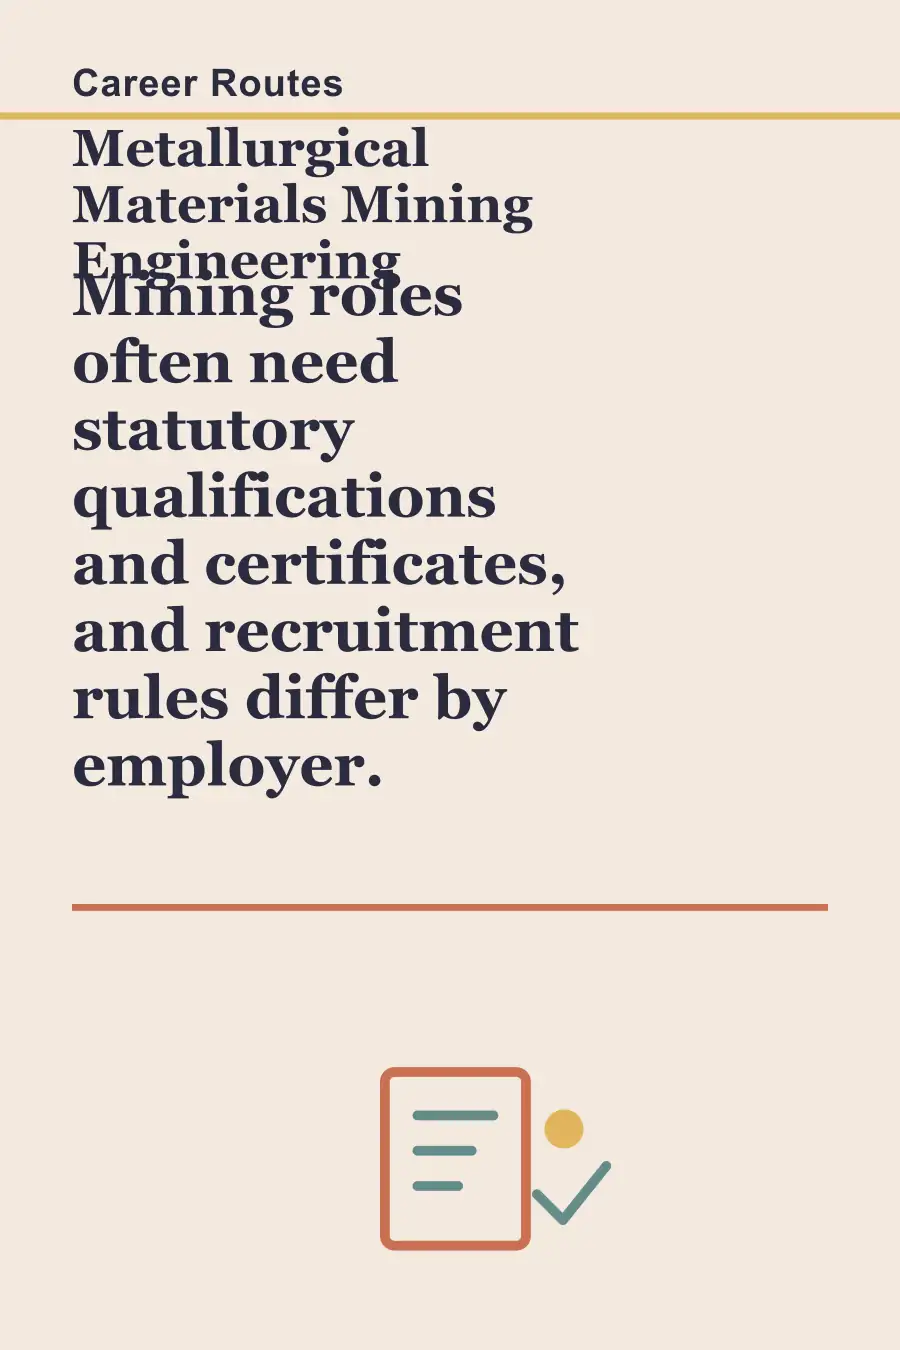 Career Routes
Metallurgical
Materials Mining
Engineering
Mining roles
often need
statutory
qualifications
and certificates,
and recruitment
rules differ by
employer.